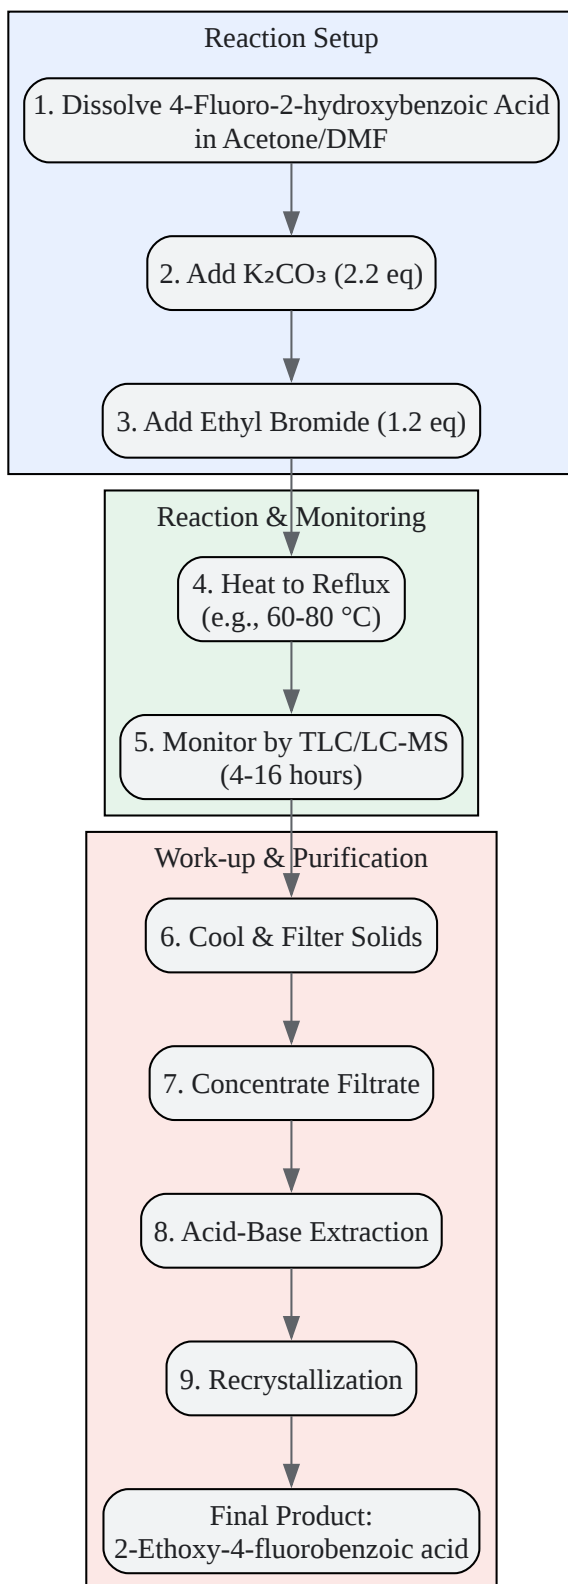 Reaction Setup
1. Dissolve 4-Fluoro-2-hydroxybenzoic Acid
in Acetone/DMF
2. Add K₂CO₃ (2.2 eq)
3. Add Ethyl Bromide (1.2 eq)
Reaction & Monitoring
4. Heat to Reflux
(e.g., 60-80 °C)
5. Monitor by TLC/LC-MS
(4-16 hours)
Work-up & Purification
6. Cool & Filter Solids
7. Concentrate Filtrate
8. Acid-Base Extraction
9. Recrystallization
Final Product:
2-Ethoxy-4-fluorobenzoic acid